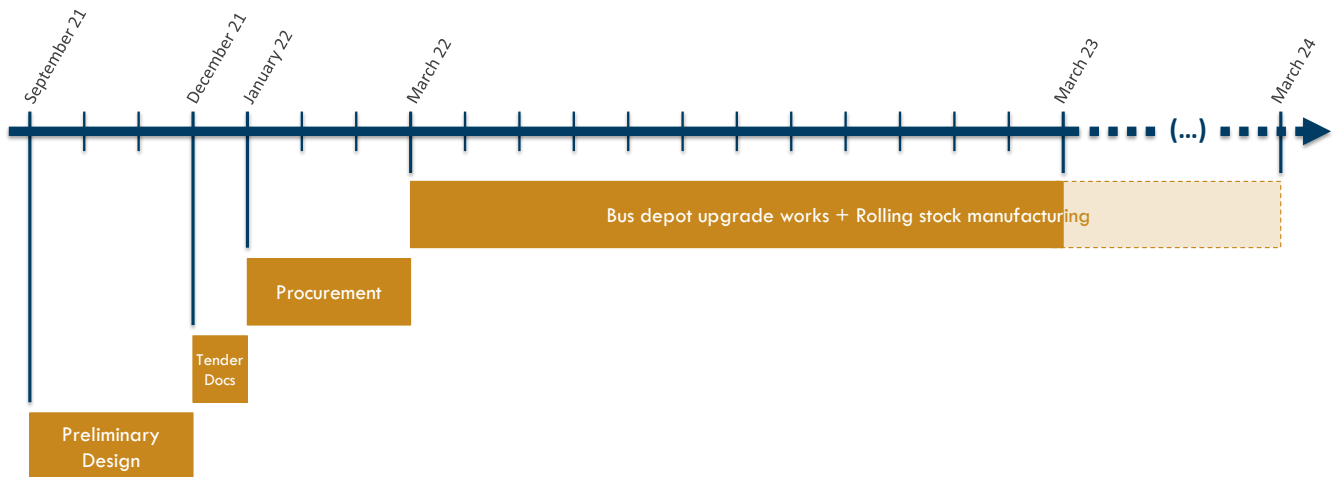 September 21
December 21
January 22
March 22
March 23
March 24
(...)
Bus depot upgrade works + Rolling stock manufacturing
Procurement
Tender
Docs
Preliminary
Design